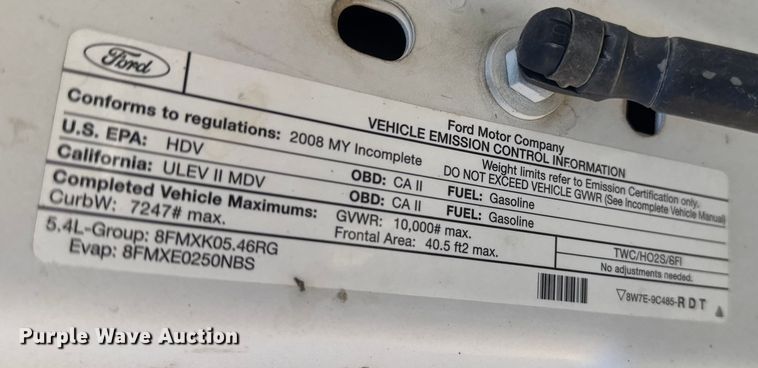 Ford
Ford Motor Company
VEHICLE EMISSION CONTROL INFORMATION
Conforms to regulations: 2008 MY Incomplete
Weight limits refer to Emission Certification only.
DO NOT EXCEED VEHICLE GVWR (See Incomplete Vehicle Manual)
U.S. EPA: HDV OBD: CA II FUEL: Gasoline
California: ULEV II MDV OBD: CA II FUEL: Gasoline
Completed Vehicle Maximums: GVWR: 10,000# max.
CurbW: 7247# max. Frontal Area: 40.5 ft2 max.
5.4L-Group: 8FMXK05.46RG
Evap: 8FMXE0250NBS
TWC/HO2S/SFI
No adjustments needed.
8W7E-9C485-R D T
Purple Wave Auction